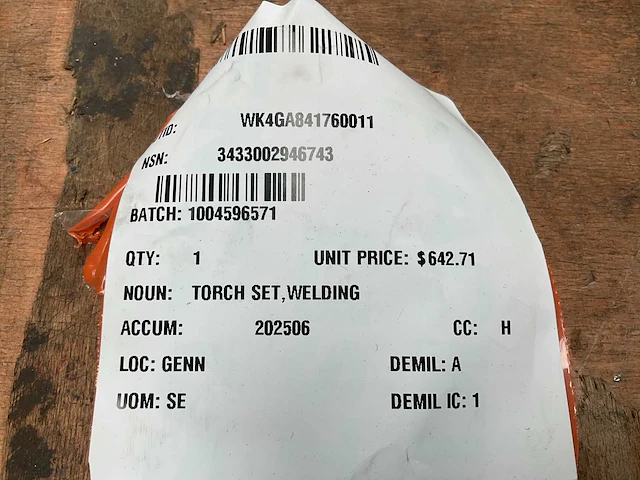 ID: WK4GA841760011
NSN: 3433002946743
BATCH: 1004596571
QTY: 1 UNIT PRICE: $642.71
NOUN: TORCH SET,WELDING
ACCUM: 202506 CC: H
LOC: GENN DEMIL: A
UOM: SE DEMIL IC: 1